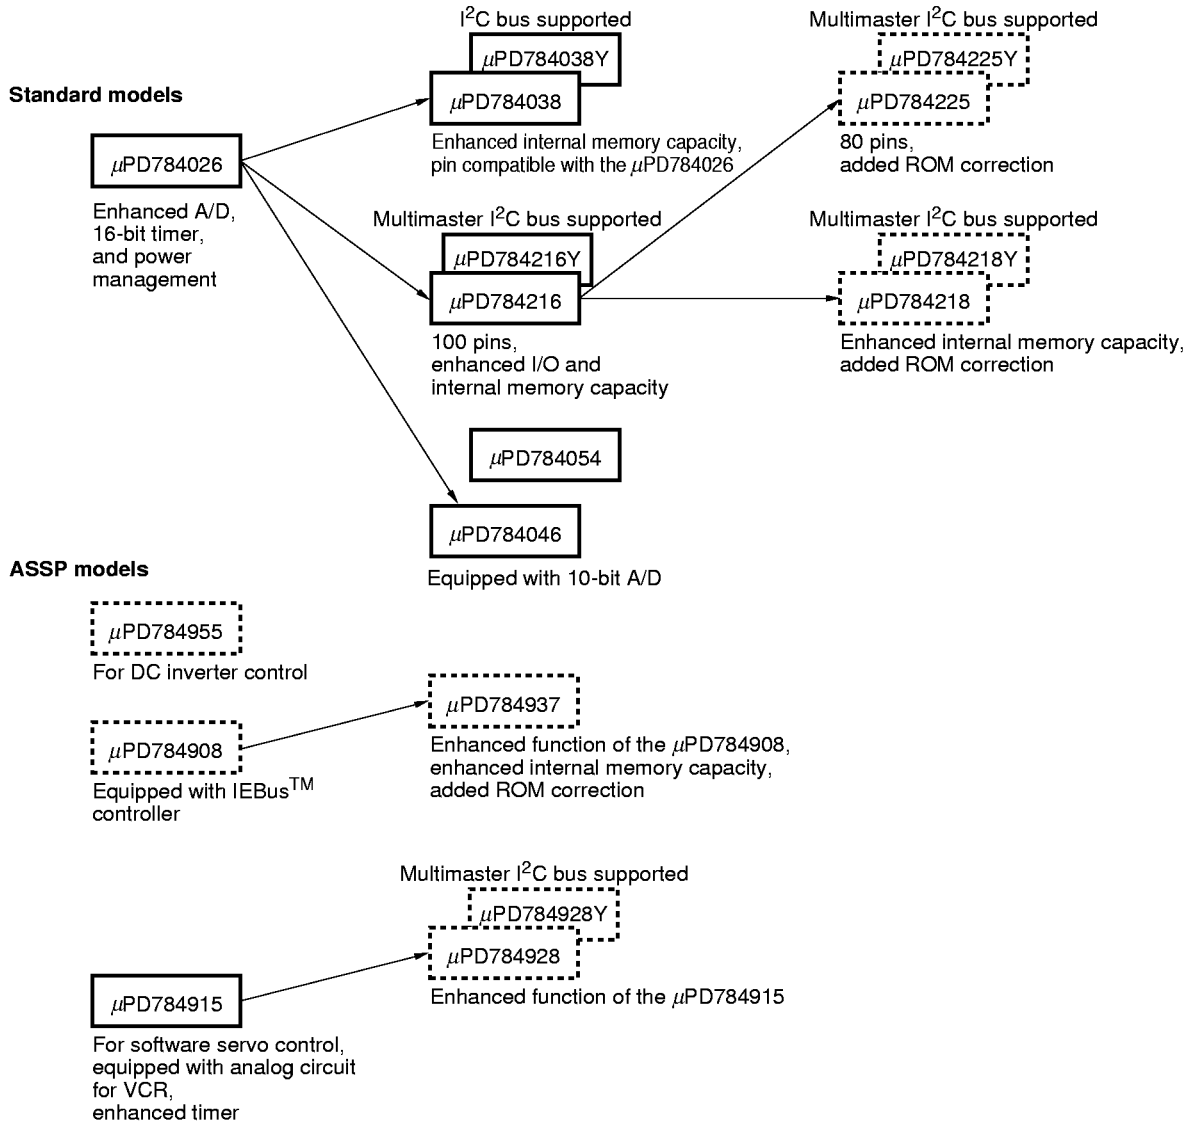 Standard models
μPD784026
Enhanced A/D,
16-bit timer,
and power
management
I²C bus supported
μPD784038Y
μPD784038
Enhanced internal memory capacity,
pin compatible with the μPD784026
Multimaster I²C bus supported
μPD784225Y
μPD784225
80 pins,
added ROM correction
Multimaster I²C bus supported
μPD784216Y
μPD784216
100 pins,
enhanced I/O and
internal memory capacity
Multimaster I²C bus supported
μPD784218Y
μPD784218
Enhanced internal memory capacity,
added ROM correction
μPD784054
μPD784046
Equipped with 10-bit A/D
ASSP models
μPD784955
For DC inverter control
μPD784908
Equipped with IEBus™
controller
μPD784937
Enhanced function of the μPD784908,
enhanced internal memory capacity,
added ROM correction
Multimaster I²C bus supported
μPD784928Y
μPD784928
Enhanced function of the μPD784915
μPD784915
For software servo control,
equipped with analog circuit
for VCR,
enhanced timer